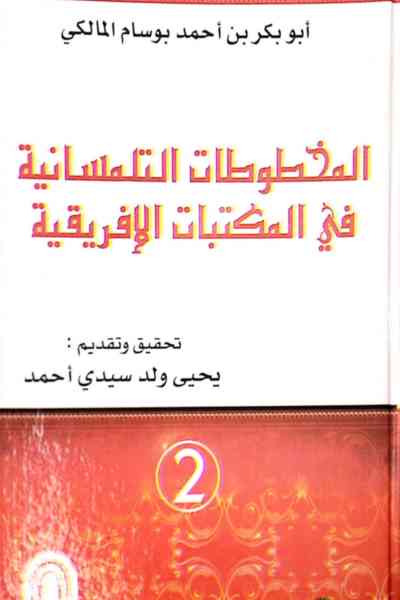 أبو بكر بن أحمد بوسام المالكي
المخطوطات التلمسانية
في المكتبات الإفريقية
تحقيق وتقديم :
يحيى ولد سيدي أحمد
2